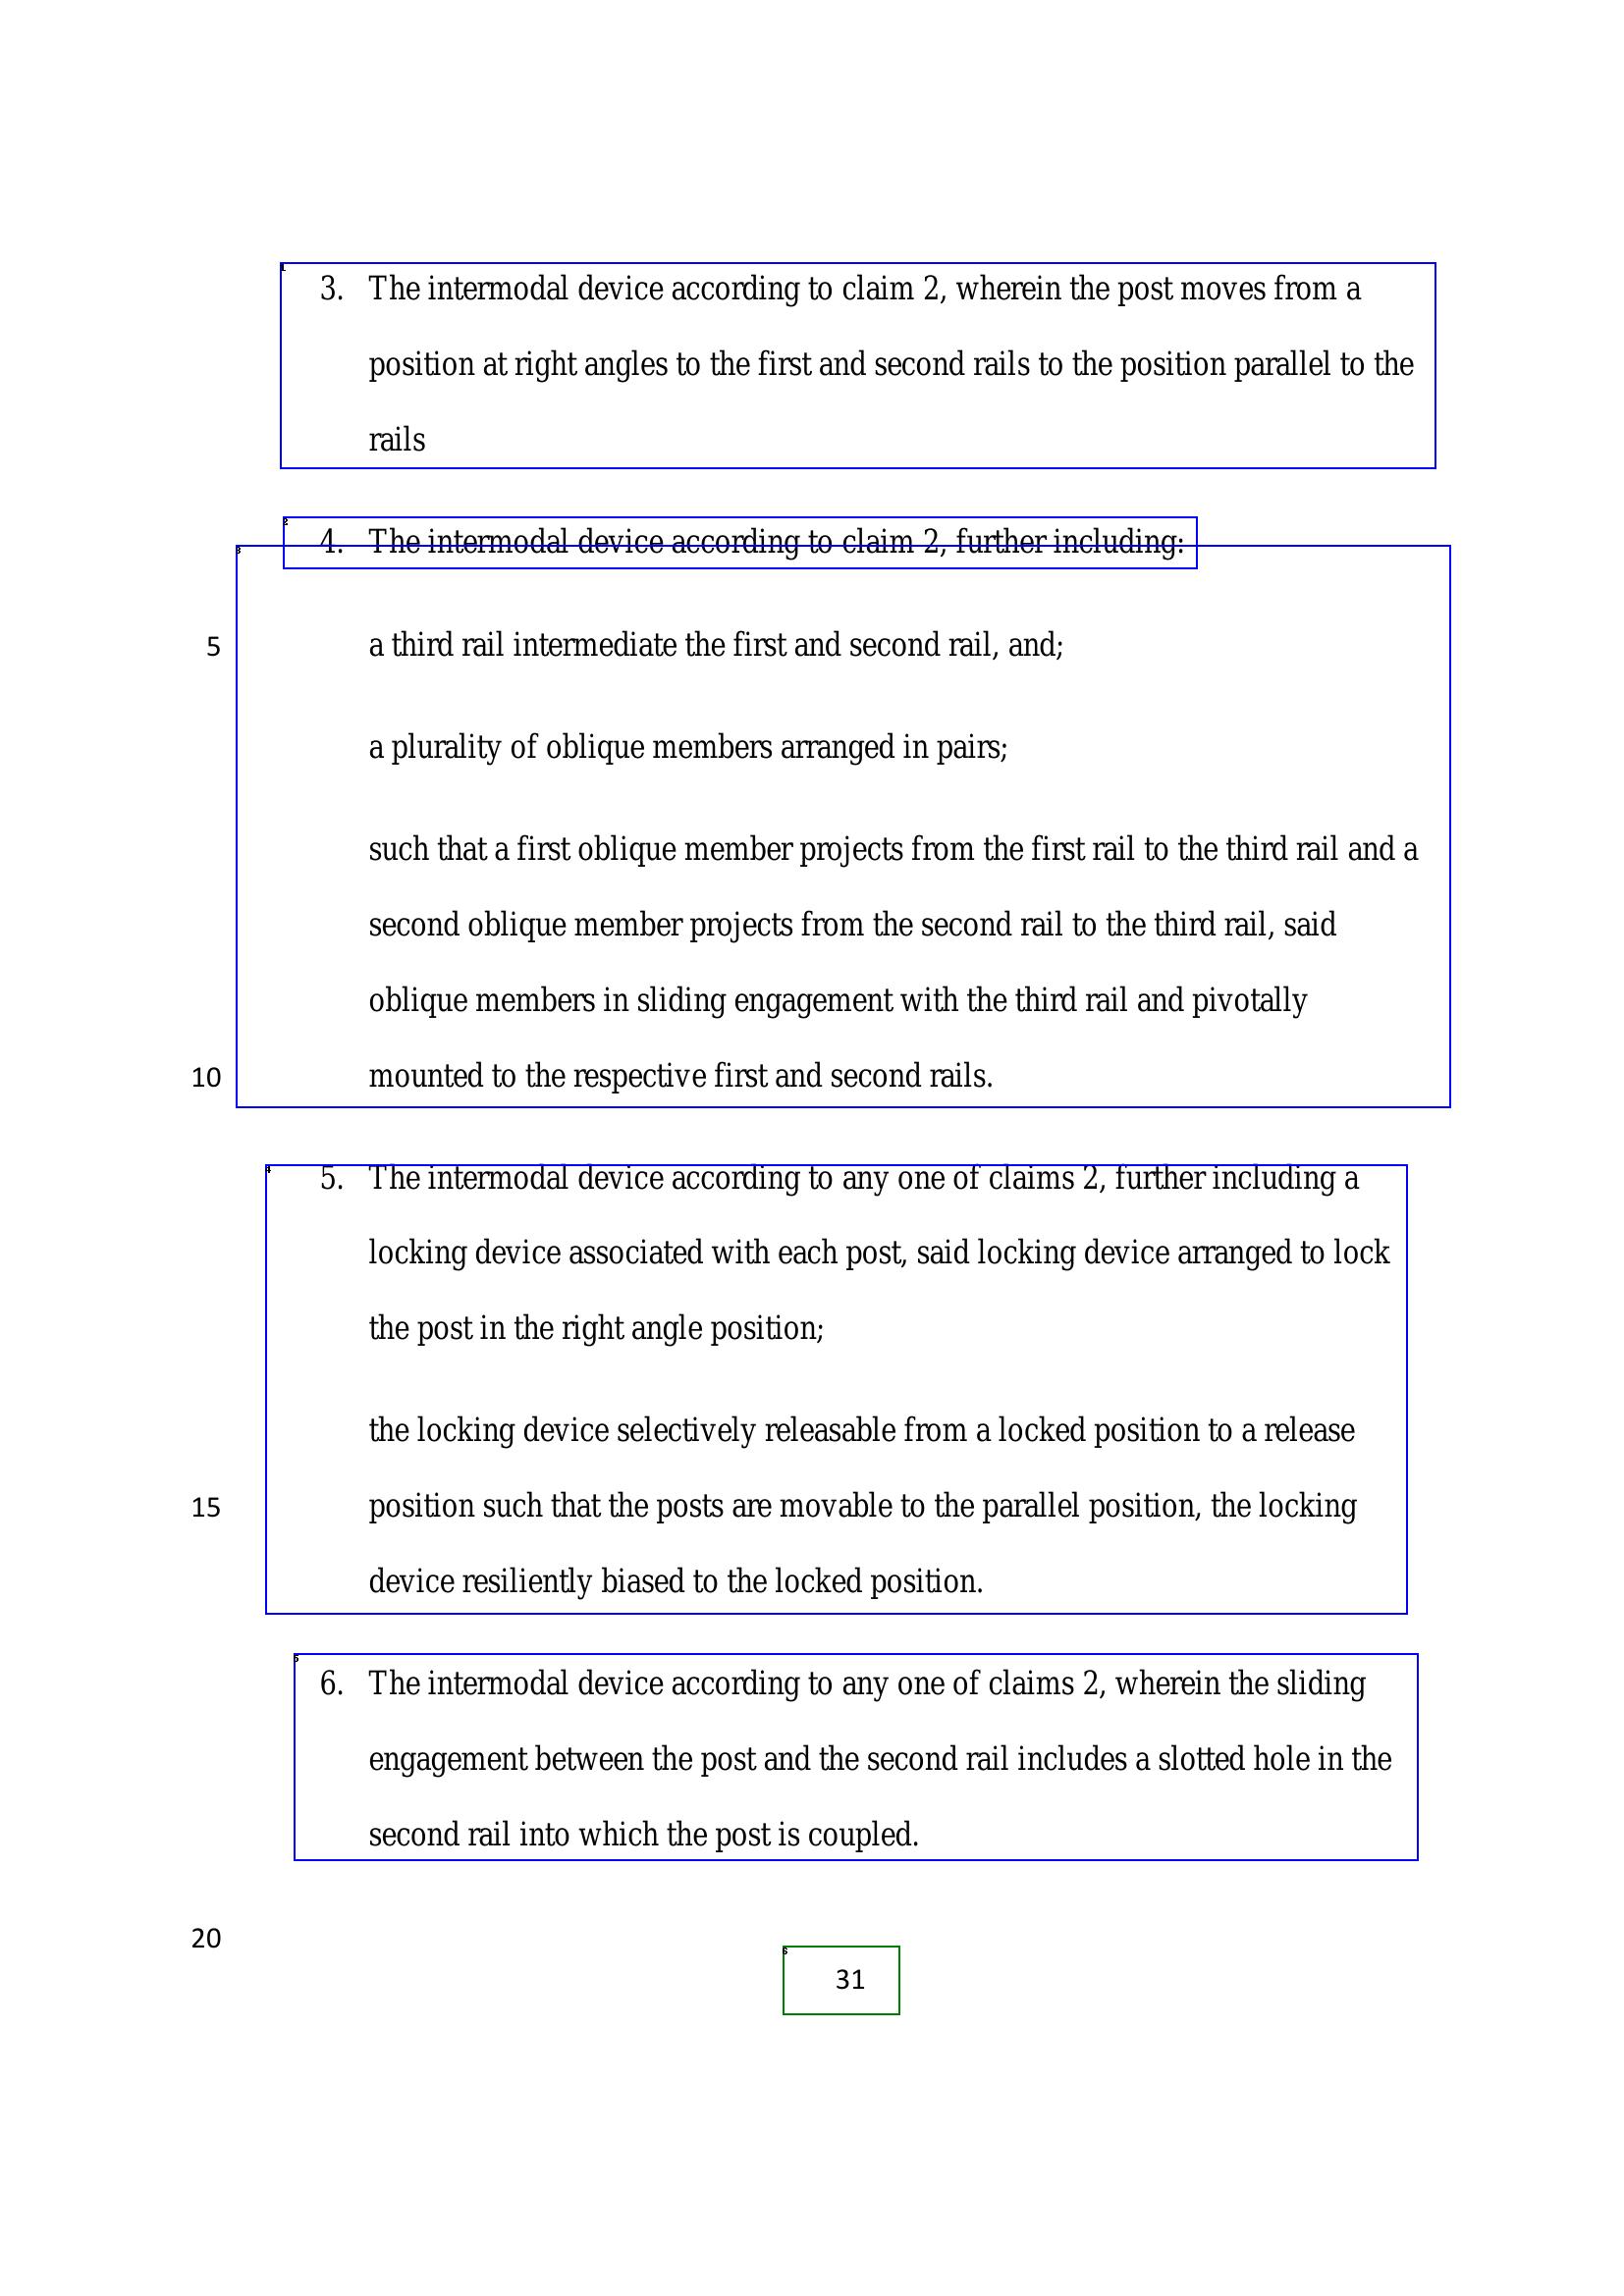 3. The intermodal device according to claim 2, wherein the post moves from a
position at right angles to the first and second rails to the position parallel to the
rails
4. The intermodal device according to claim 2, further including:
5 a third rail intermediate the first and second rail, and;
a plurality of oblique members arranged in pairs;
such that a first oblique member projects from the first rail to the third rail and a
second oblique member projects from the second rail to the third rail, said
oblique members in sliding engagement with the third rail and pivotally
10 mounted to the respective first and second rails.
5. The intermodal device according to any one of claims 2, further including a
locking device associated with each post, said locking device arranged to lock
the post in the right angle position;
the locking device selectively releasable from a locked position to a release
15 position such that the posts are movable to the parallel position, the locking
device resiliently biased to the locked position.
6. The intermodal device according to any one of claims 2, wherein the sliding
engagement between the post and the second rail includes a slotted hole in the
second rail into which the post is coupled.
20
31